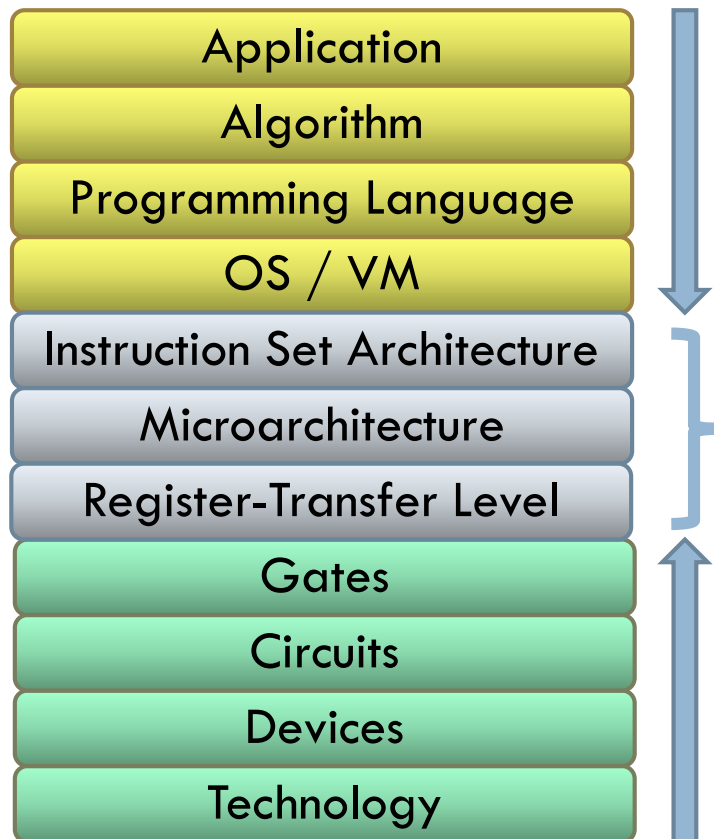 Application
Algorithm
Programming Language
OS / VM
Instruction Set Architecture
Microarchitecture
Register-Transfer Level
Gates
Circuits
Devices
Technology